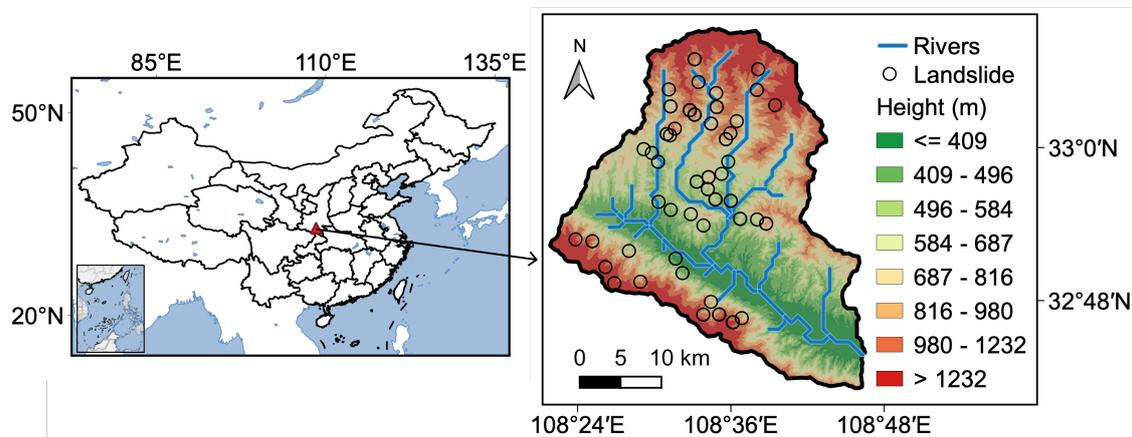 85°E 110°E 135°E
50°N
20°N
N
Rivers
Landslide
Height (m)
<= 409
409 - 496
496 - 584
584 - 687
687 - 816
816 - 980
980 - 1232
> 1232
0 5 10 km
33°0′N
32°48′N
108°24′E 108°36′E 108°48′E